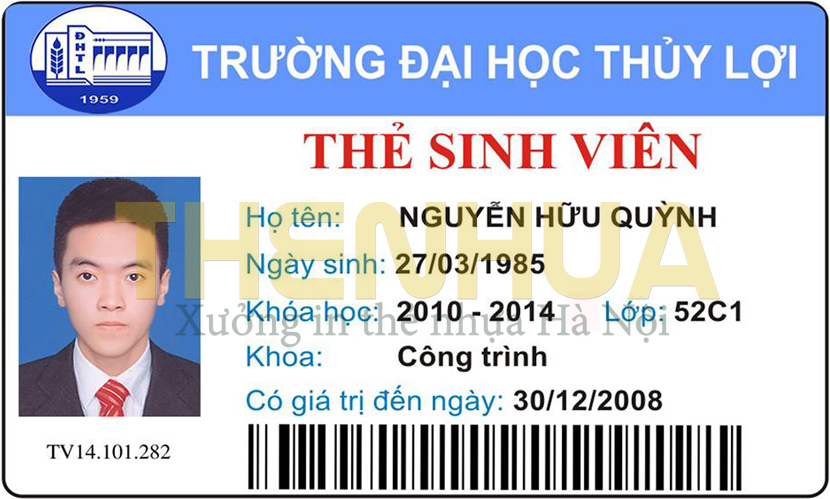 ĐHTL
1959
TRƯỜNG ĐẠI HỌC THỦY LỢI
THẺ SINH VIÊN
Họ tên: NGUYỄN HỮU QUỲNH
THENHUA
Ngày sinh: 27/03/1985
Khóa học: 2010 - 2014 Lớp: 52C1
Xưởng in thẻ nhựa Hà Nội
Khoa: Công trình
Có giá trị đến ngày: 30/12/2008
TV14.101.282